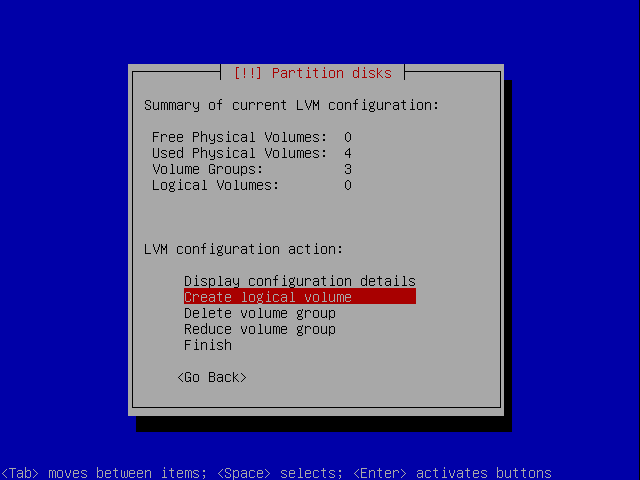 [!!] Partition disks
Summary of current LVM configuration:
Free Physical Volumes: 0
Used Physical Volumes: 4
Volume Groups: 3
Logical Volumes: 0
LVM configuration action:
Display configuration details
Create logical volume
Delete volume group
Reduce volume group
Finish
<Go Back>
<Tab> moves between items; <Space> selects; <Enter> activates buttons